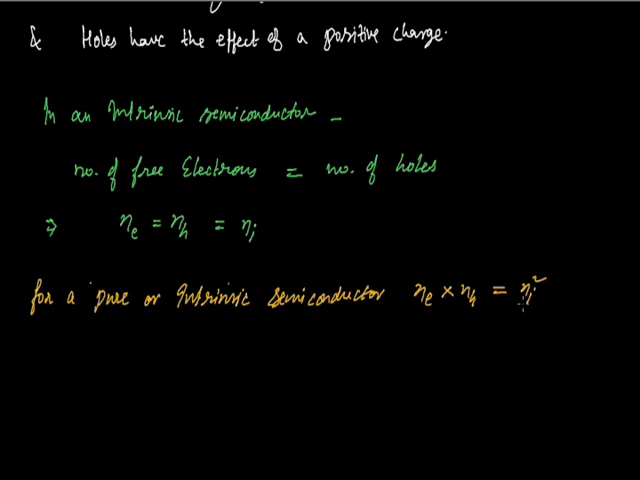 & Holes have the effect of a positive charge.
In an Intrinsic semiconductor –
no. of free Electrons = no. of holes
⇒ nₑ = nₕ = nᵢ
for a pure or Intrinsic semiconductor nₑ × nₕ = nᵢ²